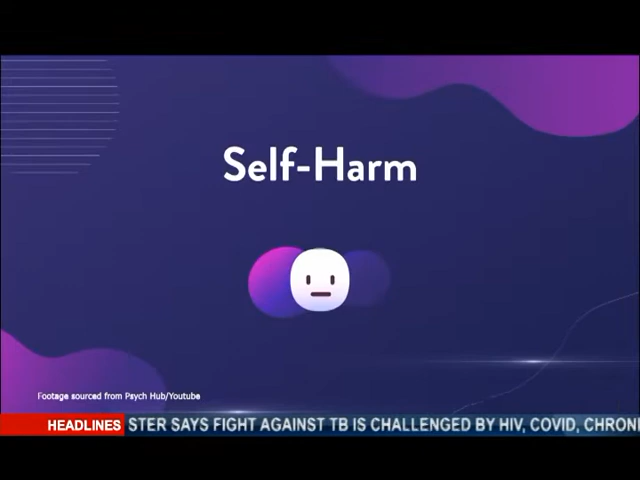 Self-Harm
Footage sourced from Psych Hub/Youtube
HEADLINES STER SAYS FIGHT AGAINST TB IS CHALLENGED BY HIV, COVID, CHRONI